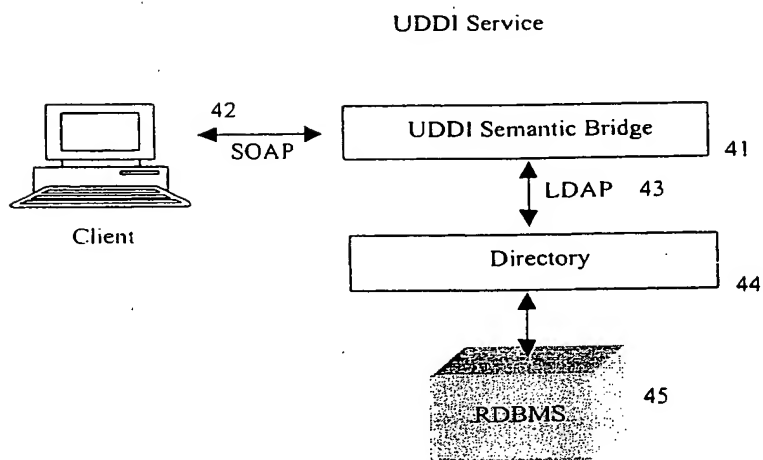 UDDI Service
42
SOAP
UDDI Semantic Bridge
41
LDAP 43
Client
Directory
44
RDBMS
45